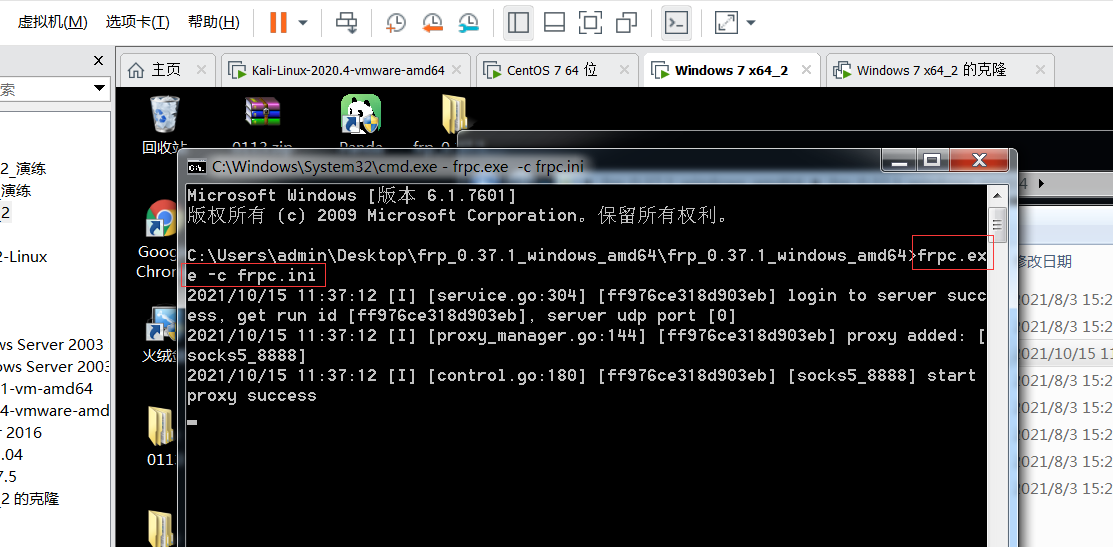 虚拟机(M) 选项卡(T) 帮助(H)
主页 Kali-Linux-2020.4-vmware-amd64 CentOS 7 64 位 Windows 7 x64_2 Windows 7 x64_2 的克隆
索
回收站 0113.zip Panda frp_0.
2_演练
_演练
_2
2-Linux
ws Server 2003
ows Server 2003
1-vm-amd64
4-vmware-amd
r 2016
.04
7.5
_2 的克隆
Goog
Chrom
火绒
0113
C:\Windows\System32\cmd.exe - frpc.exe -c frpc.ini
Microsoft Windows [版本 6.1.7601]
版权所有 (c) 2009 Microsoft Corporation。保留所有权利。
C:\Users\admin\Desktop\frp_0.37.1_windows_amd64\frp_0.37.1_windows_amd64>frpc.ex
e -c frpc.ini
2021/10/15 11:37:12 [I] [service.go:304] [ff976ce318d903eb] login to server succ
ess, get run id [ff976ce318d903eb], server udp port [0]
2021/10/15 11:37:12 [I] [proxy_manager.go:144] [ff976ce318d903eb] proxy added: [
socks5_8888]
2021/10/15 11:37:12 [I] [control.go:180] [ff976ce318d903eb] [socks5_8888] start
proxy success
4
修改日期
2021/8/3 15:2
2021/8/3 15:2
2021/10/15 11
2021/8/3 15:2
2021/8/3 15:2
2021/8/3 15:2
2021/8/3 15:2
2021/8/3 15:2